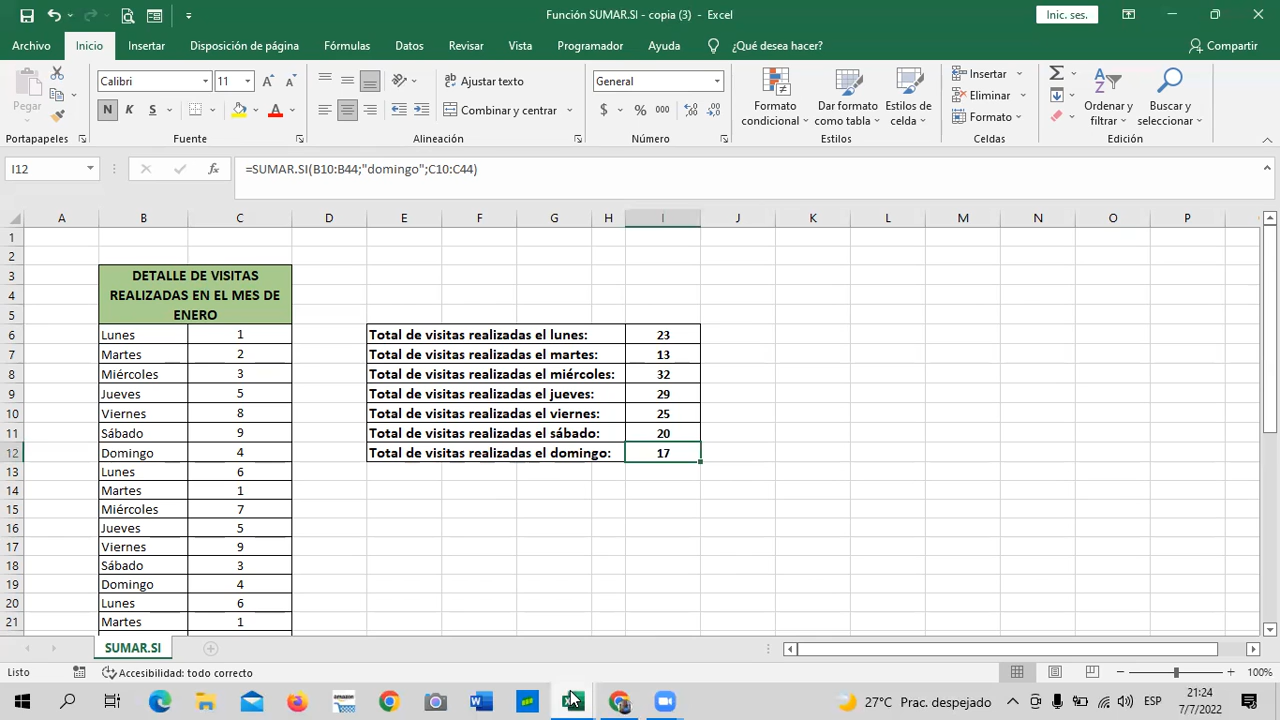 Función SUMAR.SI - copia (3) - Excel
Inic. ses.
Archivo Inicio Insertar Disposición de página Fórmulas Datos Revisar Vista Programador Ayuda ¿Qué desea hacer? Compartir
Pegar
Calibri 11
N K S
Ajustar texto
Combinar y centrar
General
$ % 000
Formato condicional
Dar formato como tabla
Estilos de celda
Insertar
Eliminar
Formato
Ordenar y filtrar
Buscar y seleccionar
Portapapeles Fuente Alineación Número Estilos Celdas Edición
I12 fx =SUMAR.SI(B10:B44;"domingo";C10:C44)
A B C D E F G H I J K L M N O P
1
2
3 DETALLE DE VISITAS
4 REALIZADAS EN EL MES DE
5 ENERO
6 Lunes 1 Total de visitas realizadas el lunes: 23
7 Martes 2 Total de visitas realizadas el martes: 13
8 Miércoles 3 Total de visitas realizadas el miércoles: 32
9 Jueves 5 Total de visitas realizadas el jueves: 29
10 Viernes 8 Total de visitas realizadas el viernes: 25
11 Sábado 9 Total de visitas realizadas el sábado: 20
12 Domingo 4 Total de visitas realizadas el domingo: 17
13 Lunes 6
14 Martes 1
15 Miércoles 7
16 Jueves 5
17 Viernes 9
18 Sábado 3
19 Domingo 4
20 Lunes 6
21 Martes 1
SUMAR.SI
Listo Accesibilidad: todo correcto 100%
27°C Prac. despejado ESP 21:24
7/7/2022